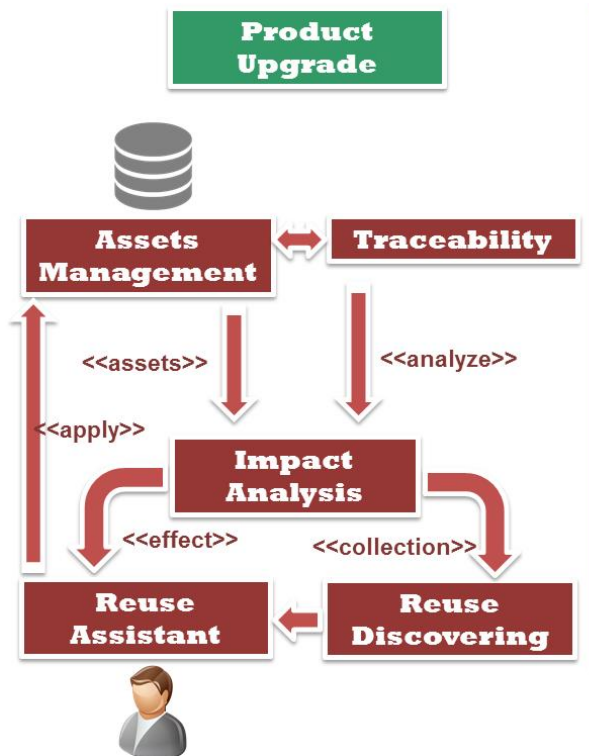 Product
Upgrade
Assets
Management
Traceability
<<assets>>
<<analyze>>
<<apply>>
Impact
Analysis
<<effect>>
<<collection>>
Reuse
Assistant
Reuse
Discovering